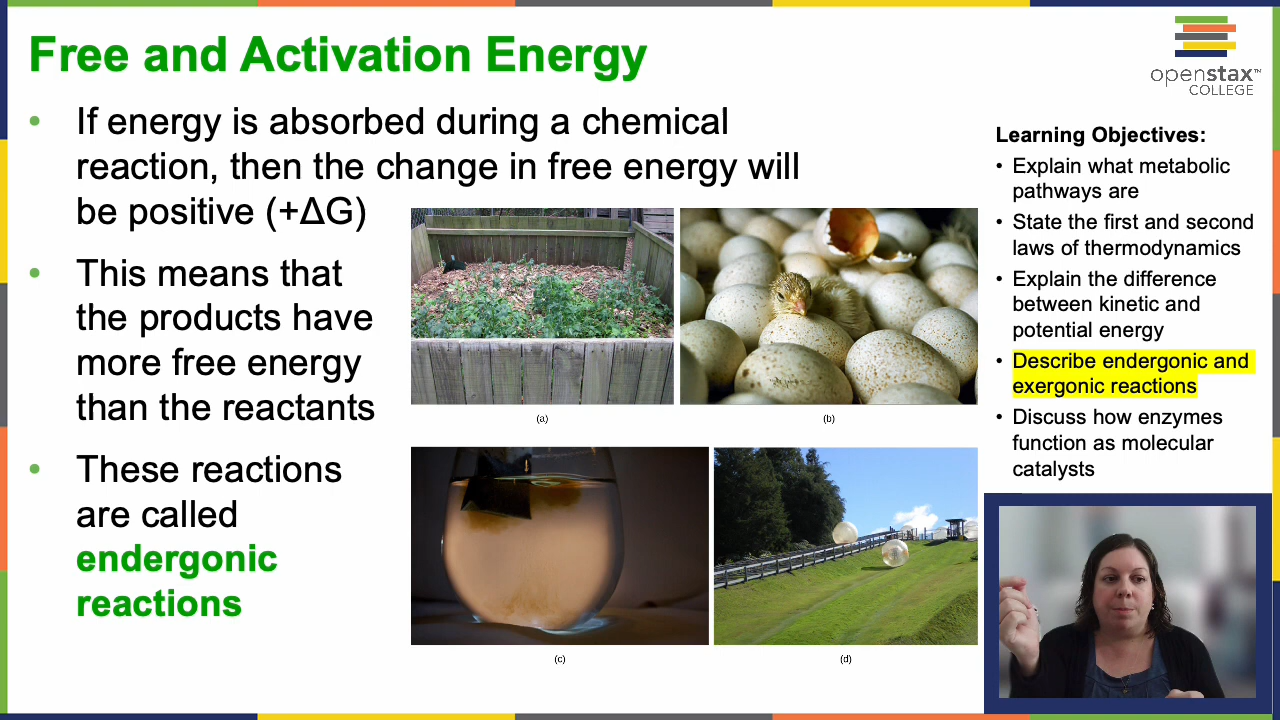 Free and Activation Energy
• If energy is absorbed during a chemical
reaction, then the change in free energy will
be positive (+ΔG)
• This means that
the products have
more free energy
than the reactants
• These reactions
are called
endergonic
reactions
(a)
(b)
(c)
(d)
openstax™
COLLEGE
Learning Objectives:
• Explain what metabolic
pathways are
• State the first and second
laws of thermodynamics
• Explain the difference
between kinetic and
potential energy
• Describe endergonic and
exergonic reactions
• Discuss how enzymes
function as molecular
catalysts